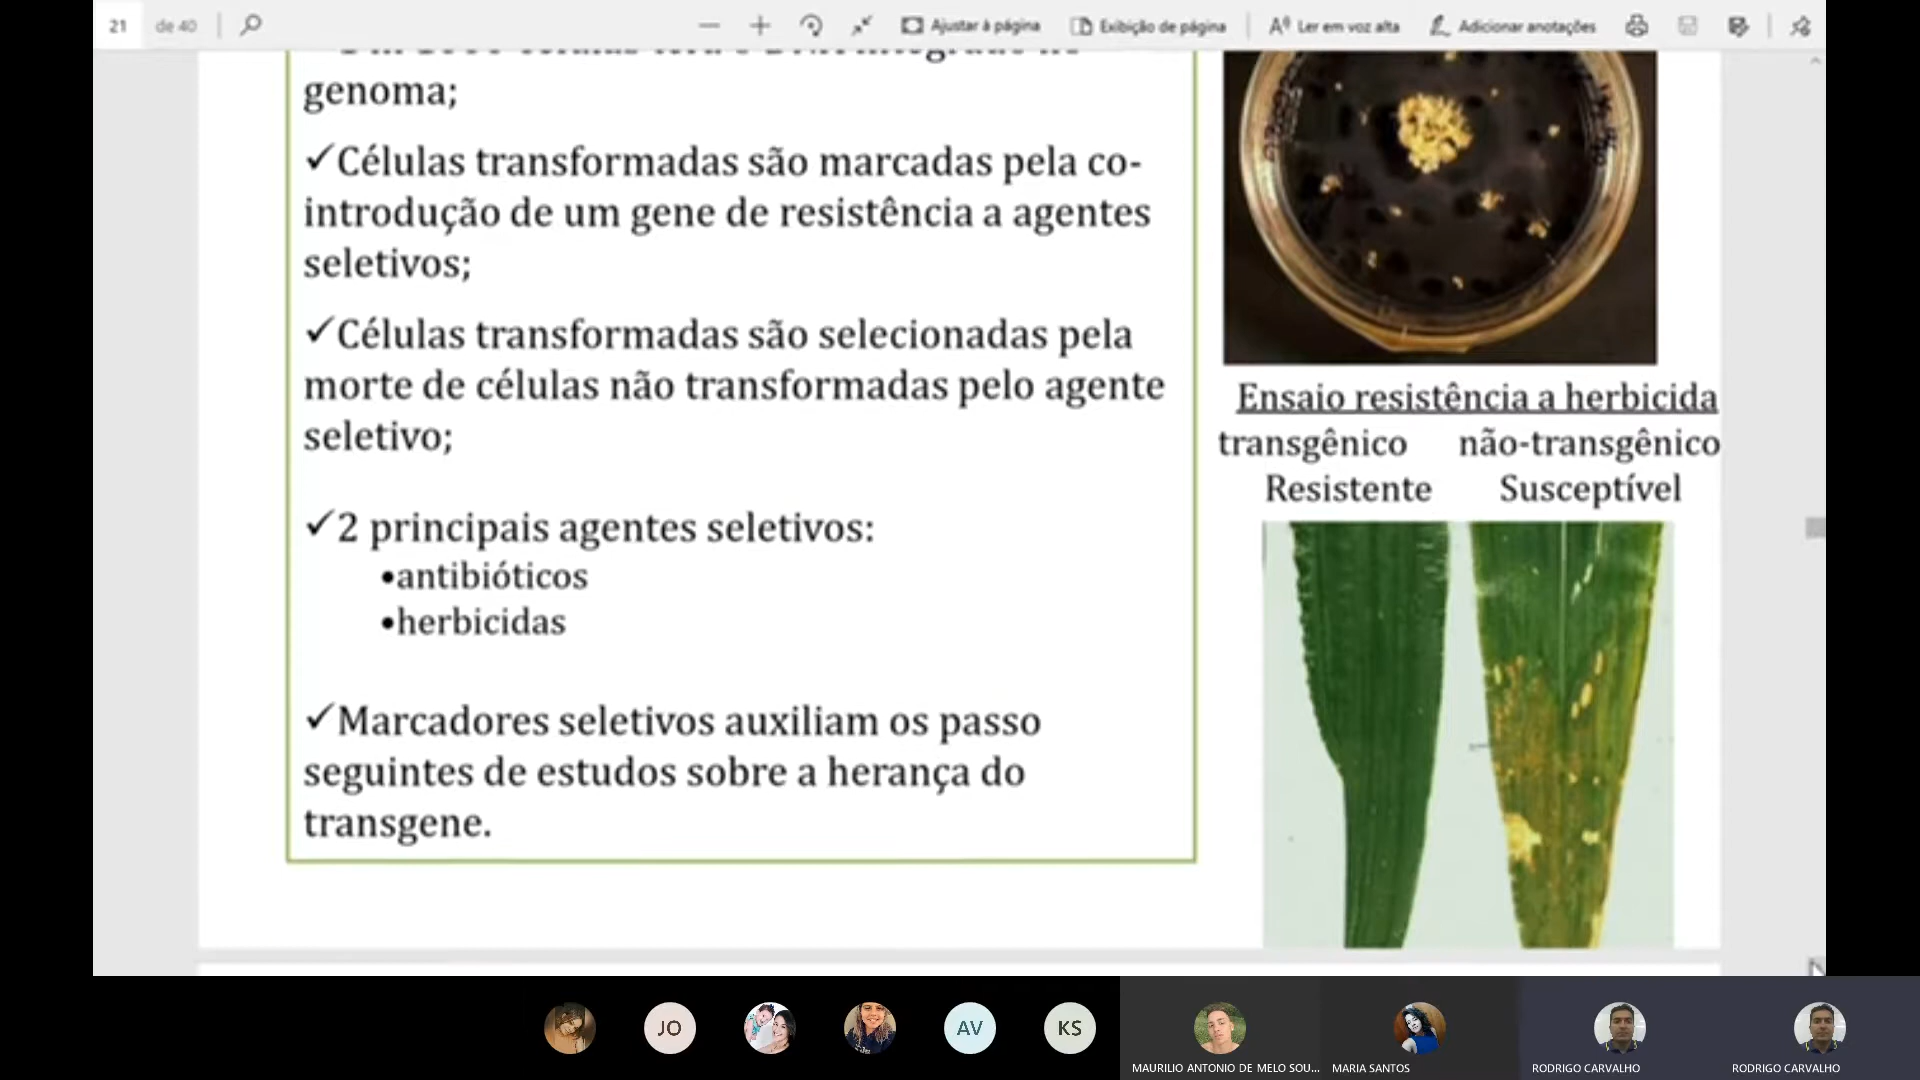 21 de 40
Ajustar à página
Exibição de página
Ler em voz alta
Adicionar anotações
genoma;
✓Células transformadas são marcadas pela co-
introdução de um gene de resistência a agentes
seletivos;
✓Células transformadas são selecionadas pela
morte de células não transformadas pelo agente
seletivo;
✓2 principais agentes seletivos:
•antibióticos
•herbicidas
✓Marcadores seletivos auxiliam os passo
seguintes de estudos sobre a herança do
transgene.
Ensaio resistência a herbicida
transgênico não-transgênico
Resistente Susceptível
JO
AV
KS
MAURILIO ANTONIO DE MELO SOU...
MARIA SANTOS
RODRIGO CARVALHO
RODRIGO CARVALHO